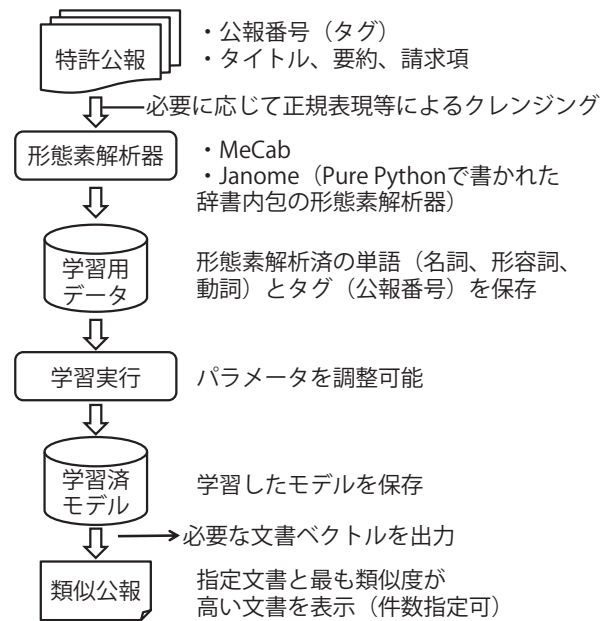 特許公報
・公報番号（タグ）
・タイトル、要約、請求項
必要に応じて正規表現等によるクレンジング
形態素解析器
・MeCab
・Janome（Pure Pythonで書かれた
辞書内包の形態素解析器）
学習用
データ
形態素解析済の単語（名詞、形容詞、
動詞）とタグ（公報番号）を保存
学習実行
パラメータを調整可能
学習済
モデル
学習したモデルを保存
必要な文書ベクトルを出力
類似公報
指定文書と最も類似度が
高い文書を表示（件数指定可）